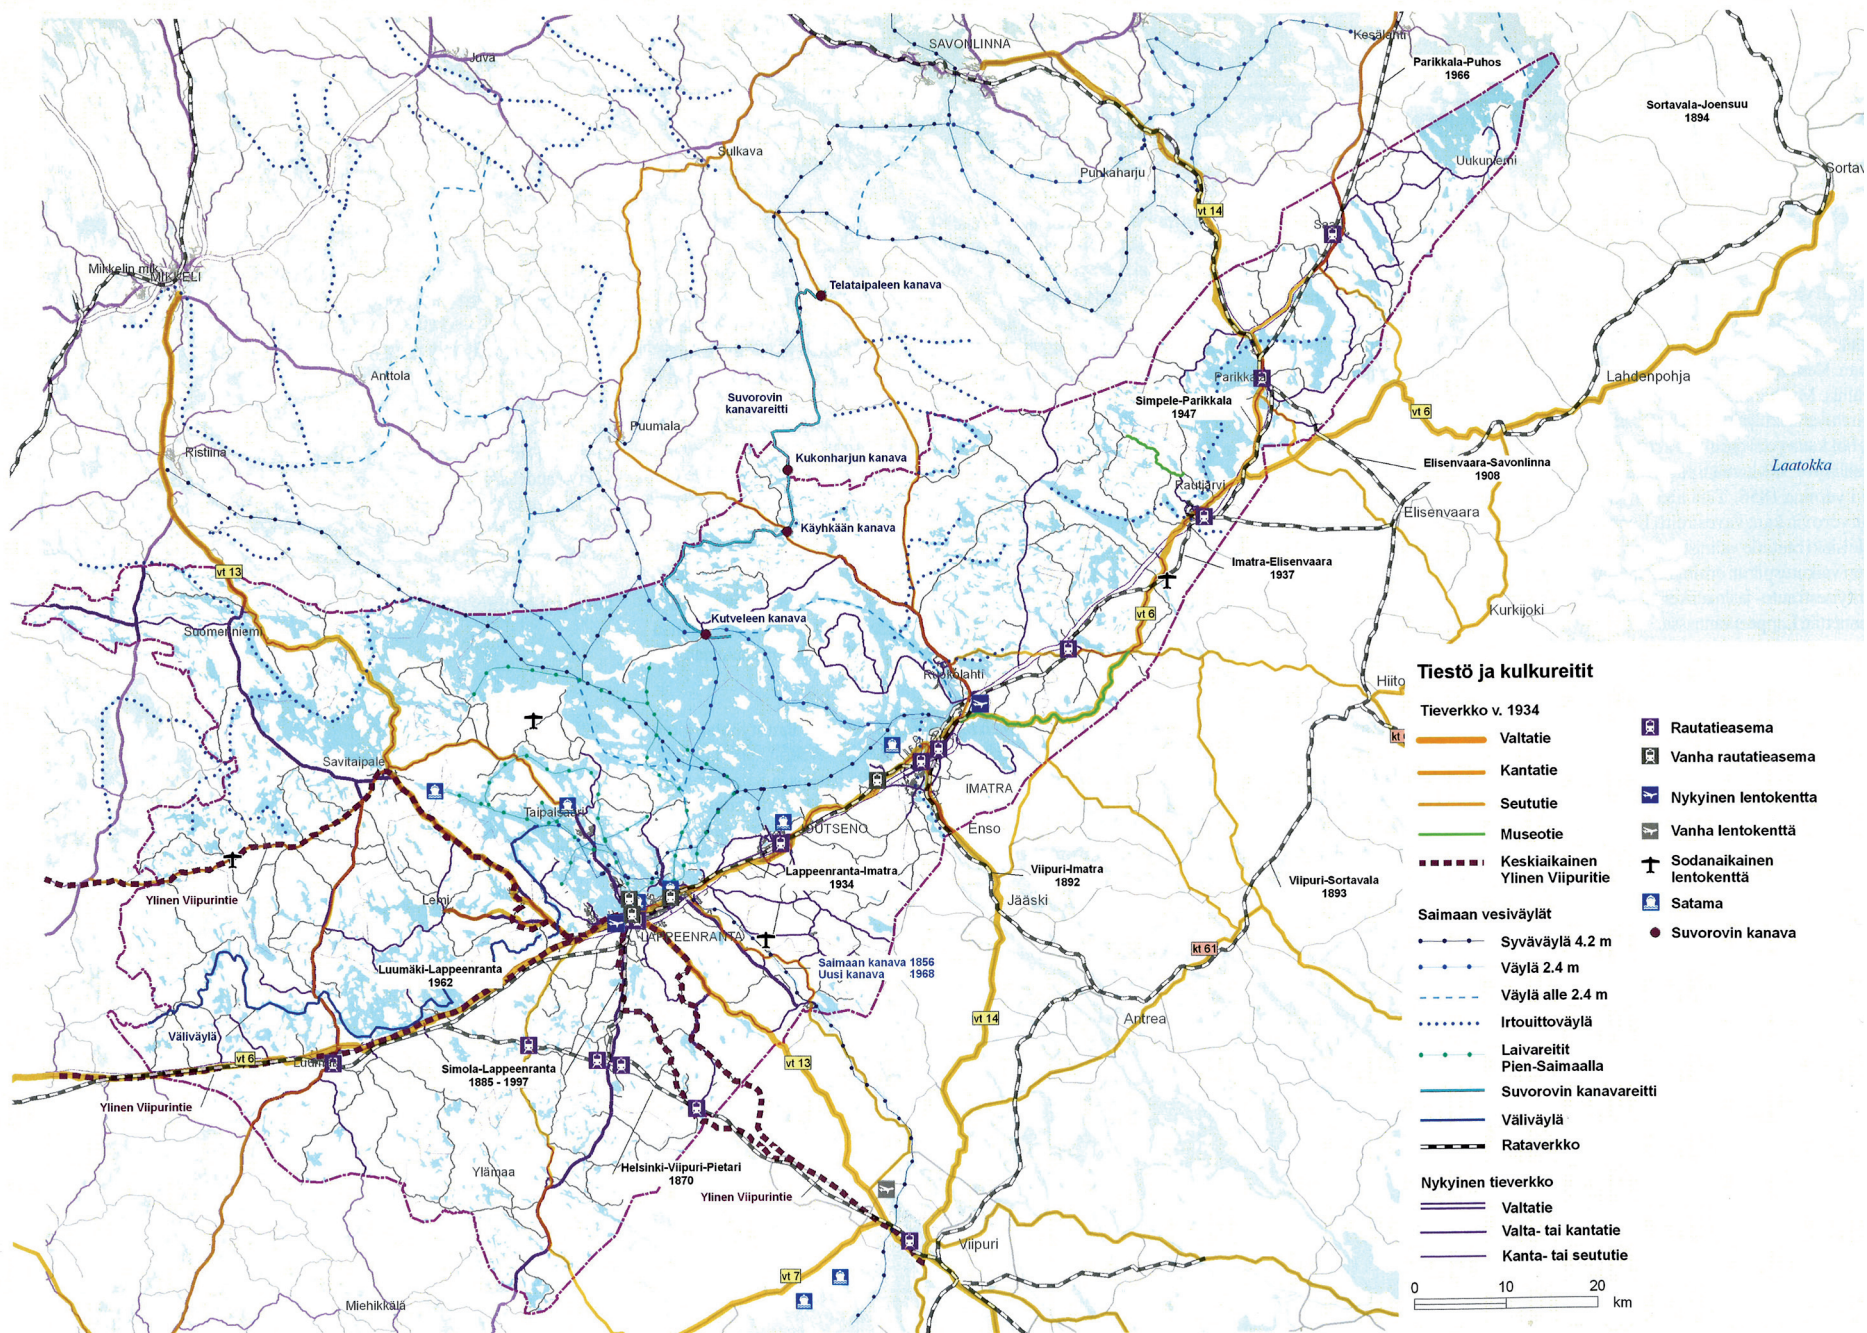 SAVONLINNA
Kesälahti
Juva
Parikkala-Puhos
1966
Sortavala-Joensuu
1894
Sulkava
Punkaharju
Uukuniemi
vt 14
Mikkelin mlk
MIKKELI
Telataipaleen kanava
Anttola
Lahdenpohja
Suvorovin
kanavareitti
Parikkala
Simpele-Parikkala
1947
vt 6
Puumala
Ristiina
Kukonharjun kanava
Elisenvaara-Savonlinna
1908
Laatokka
Rautjärvi
Elisenvaara
Käyhkään kanava
vt 13
Imatra-Elisenvaara
1937
vt 6
Kurkijoki
Kutveleen kanava
Suomenniemi
Ruokolahti
Savitaipale
IMATRA
Taipalsaari
JOUTSENO
Enso
Lappeenranta-Imatra
1934
Viipuri-Imatra
1892
Viipuri-Sortavala
1893
Ylinen Viipurintie
Lemi
Jääski
LAPPEENRANTA
kt 61
Luumäki-Lappeenranta
1962
Saimaan kanava 1856
Uusi kanava 1968
Väliväylä
vt 14
Antrea
vt 6
Luumäki
Simola-Lappeenranta
1885 - 1997
vt 13
Ylinen Viipurintie
Ylämaa
Helsinki-Viipuri-Pietari
1870
Ylinen Viipurintie
Viipuri
vt 7
Miehikkälä
Tiestö ja kulkureitit
Tieverkko v. 1934
Valtatie
Kantatie
Seututie
Museotie
Keskiaikainen
Ylinen Viipuritie
Saimaan vesiväylät
Syväväylä 4.2 m
Väylä 2.4 m
Väylä alle 2.4 m
Irtouittoväylä
Laivareitit
Pien-Saimaalla
Suvorovin kanavareitti
Väliväylä
Rataverkko
Nykyinen tieverkko
Valtatie
Valta- tai kantatie
Kanta- tai seututie
Rautatieasema
Vanha rautatieasema
Nykyinen lentokentta
Vanha lentokenttä
Sodanaikainen
lentokenttä
Satama
Suvorovin kanava
0 10 20
km